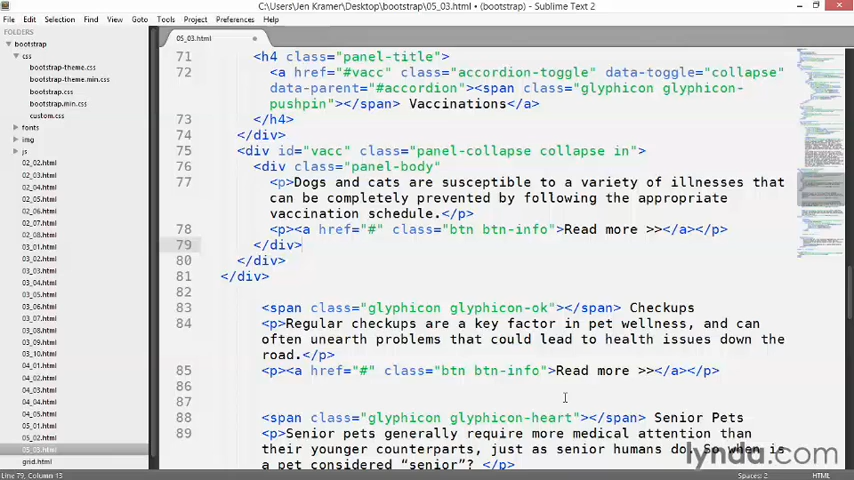 C:\Users\Jen Kramer\Desktop\bootstrap\05_03.html • (bootstrap) - Sublime Text 2
File Edit Selection Find View Goto Tools Project Preferences Help
FOLDERS
bootstrap
css
bootstrap-theme.css
bootstrap-theme.min.css
bootstrap.css
bootstrap.min.css
custom.css
fonts
img
js
02_02.html
02_03.html
02_04.html
02_05.html
02_06.html
02_07.html
02_08.html
03_01.html
03_02.html
03_03.html
03_04.html
03_05.html
03_06.html
03_07.html
03_08.html
03_09.html
03_10.html
04_01.html
04_02.html
04_03.html
04_04.html
04_05.html
05_01.html
05_02.html
05_03.html
grid.html
05_03.html
71 <h4 class="panel-title">
72 <a href="#vacc" class="accordion-toggle" data-toggle="collapse"
data-parent="#accordion"><span class="glyphicon glyphicon-
pushpin"></span> Vaccinations</a>
73 </h4>
74 </div>
75 <div id="vacc" class="panel-collapse collapse in">
76 <div class="panel-body"
77 <p>Dogs and cats are susceptible to a variety of illnesses that
can be completely prevented by following the appropriate
vaccination schedule.</p>
78 <p><a href="#" class="btn btn-info">Read more >></a></p>
79 </div>
80 </div>
81 </div>
82
83 <span class="glyphicon glyphicon-ok"></span> Checkups
84 <p>Regular checkups are a key factor in pet wellness, and can
often unearth problems that could lead to health issues down the
road.</p>
85 <p><a href="#" class="btn btn-info">Read more >></a></p>
86
87
88 <span class="glyphicon glyphicon-heart"></span> Senior Pets
89 <p>Senior pets generally require more medical attention than
their younger counterparts, just as senior humans do. So when is
a pet considered “senior”? </p>
lynda.com
Line 79, Column 13
Spaces: 2
HTML